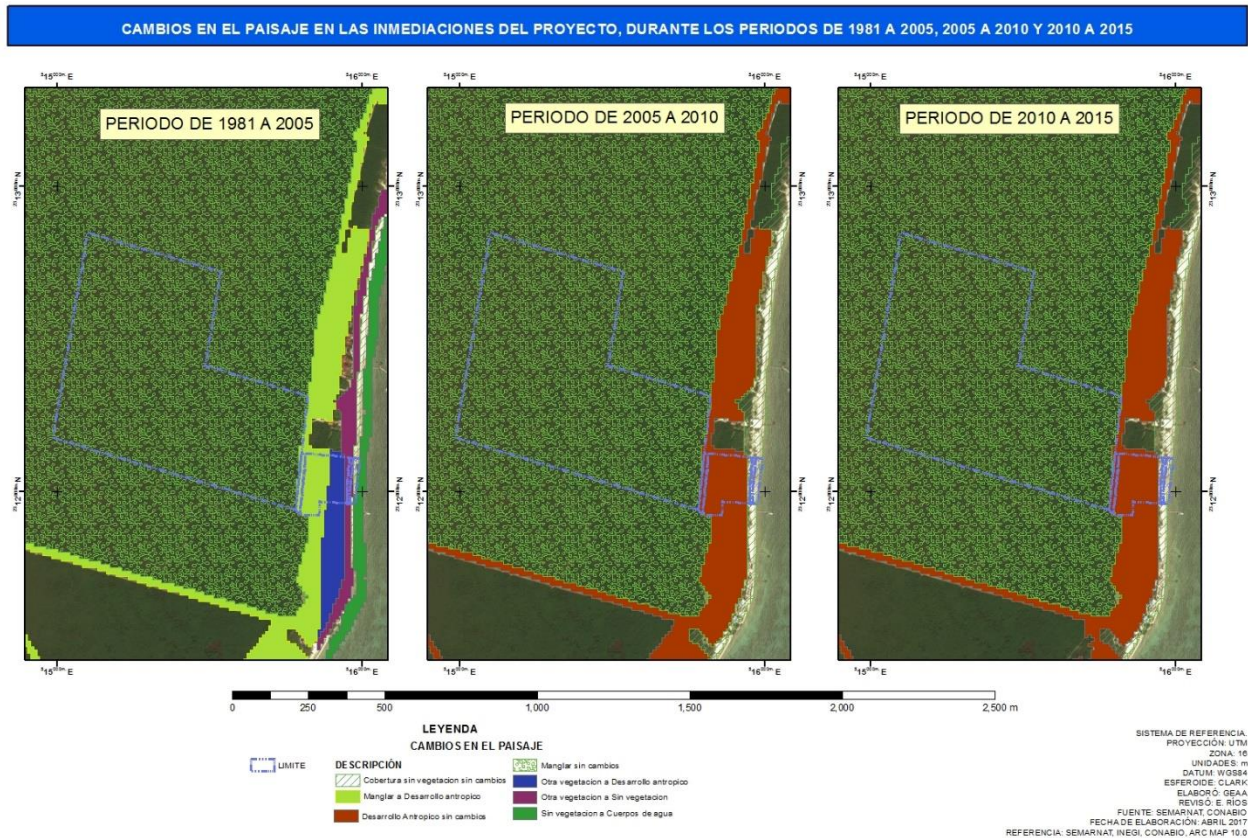 CAMBIOS EN EL PAISAJE EN LAS INMEDIACIONES DEL PROYECTO, DURANTE LOS PERIODOS DE 1981 A 2005, 2005 A 2010 Y 2010 A 2015
PERIODO DE 1981 A 2005
PERIODO DE 2005 A 2010
PERIODO DE 2010 A 2015
0 250 500 1,000 1,500 2,000 2,500 m
LEYENDA
CAMBIOS EN EL PAISAJE
LIMITE
DESCRIPCIÓN
Cobertura sin vegetacion sin cambios
Manglar a Desarrollo antropico
Desarrollo Antropico sin cambios
Manglar sin cambios
Otra vegetacion a Desarrollo antropico
Otra vegetacion a Sin vegetacion
Sin vegetacion a Cuerpos de agua
SISTEMA DE REFERENCIA.
PROYECCIÓN: UTM
ZONA: 16
UNIDADES: m
DATUM: WGS84
ESFEROIDE: CLARK
ELABORÓ: GEAA
REVISÓ: E. RÍOS
FUENTE: SEMARNAT, CONABIO
FECHA DE ELABORACIÓN: ABRIL 2017
REFERENCIA: SEMARNAT, INEGI, CONABIO, ARC MAP 10.0